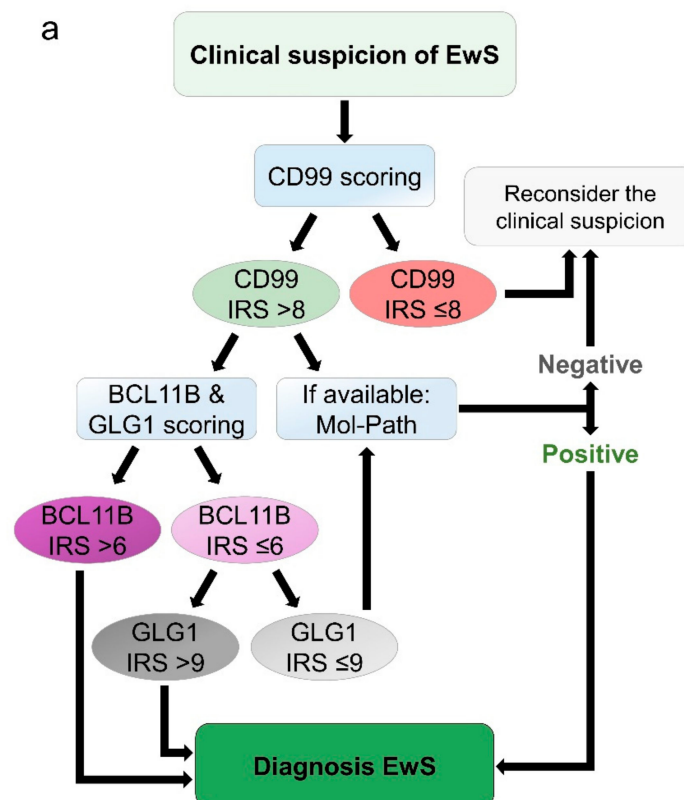 a
Clinical suspicion of EwS
CD99 scoring
Reconsider the
clinical suspicion
CD99
IRS >8
CD99
IRS ≤8
BCL11B &
GLG1 scoring
If available:
Mol-Path
Negative
Positive
BCL11B
IRS >6
BCL11B
IRS ≤6
GLG1
IRS >9
GLG1
IRS ≤9
Diagnosis EwS